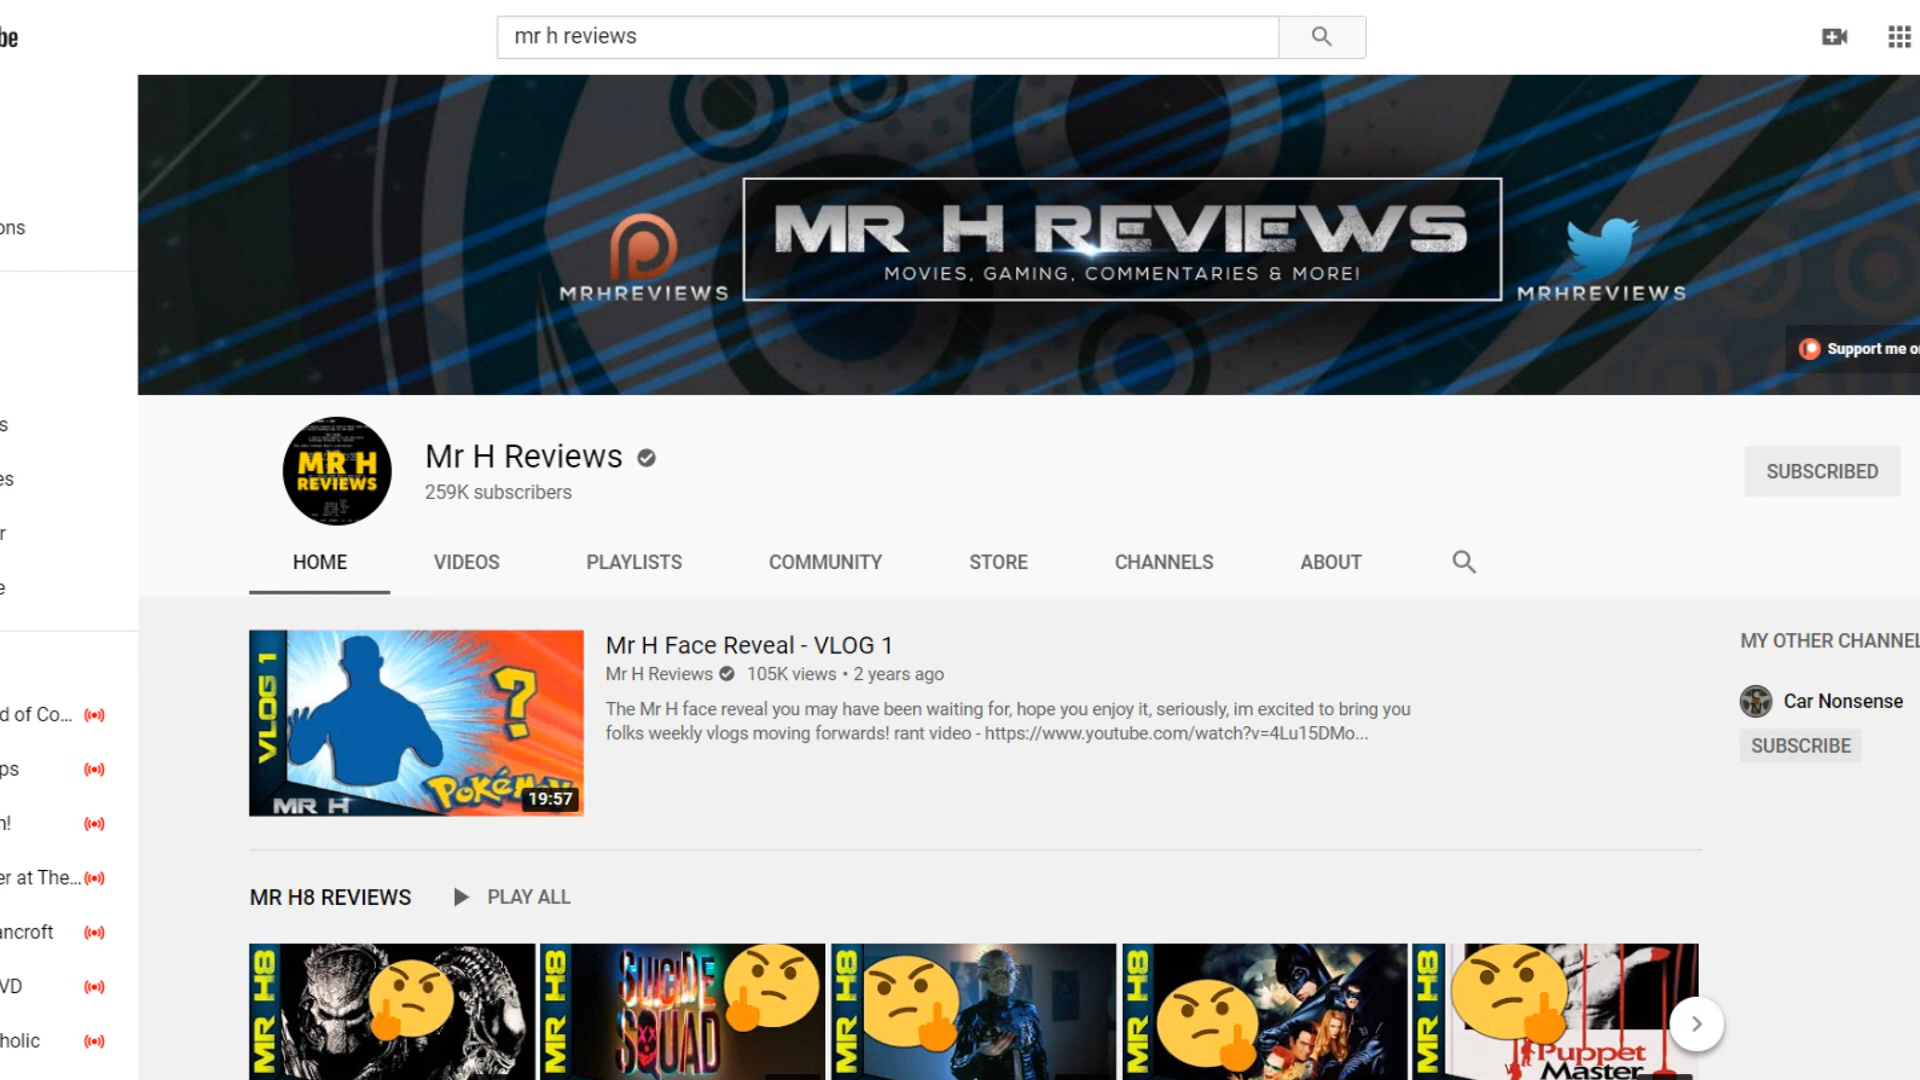 be
mr h reviews
MR H REVIEWS
MOVIES, GAMING, COMMENTARIES & MORE!
MRHREVIEWS
MRHREVIEWS
Support me o
ons
s
es
r
e
MR H
REVIEWS
Mr H Reviews
259K subscribers
SUBSCRIBED
HOME VIDEOS PLAYLISTS COMMUNITY STORE CHANNELS ABOUT
VLOG 1
?
Pokém
MR H
19:57
Mr H Face Reveal - VLOG 1
Mr H Reviews 105K views • 2 years ago
The Mr H face reveal you may have been waiting for, hope you enjoy it, seriously, im excited to bring you
folks weekly vlogs moving forwards! rant video - https://www.youtube.com/watch?v=4Lu15DMo...
MY OTHER CHANNEL
Car Nonsense
SUBSCRIBE
d of Co...
ps
n!
er at The...
ancroft
VD
holic
MR H8 REVIEWS PLAY ALL
MR H8
MR H8
SUICIDE
SQUAD
MR H8
MR H8
MR H8
Puppet
Master